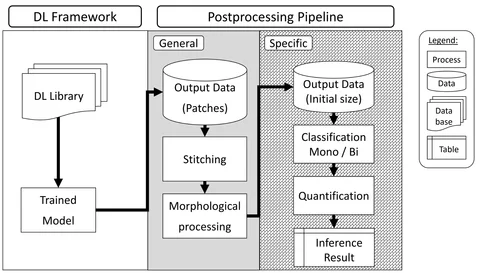 DL Framework
Postprocessing Pipeline
General
Specific
DL Library
Trained
Model
Output Data
(Patches)
Stitching
Morphological
processing
Output Data
(Initial size)
Classification
Mono / Bi
Quantification
Inference
Result
Legend:
Process
Data
Data
base
Table